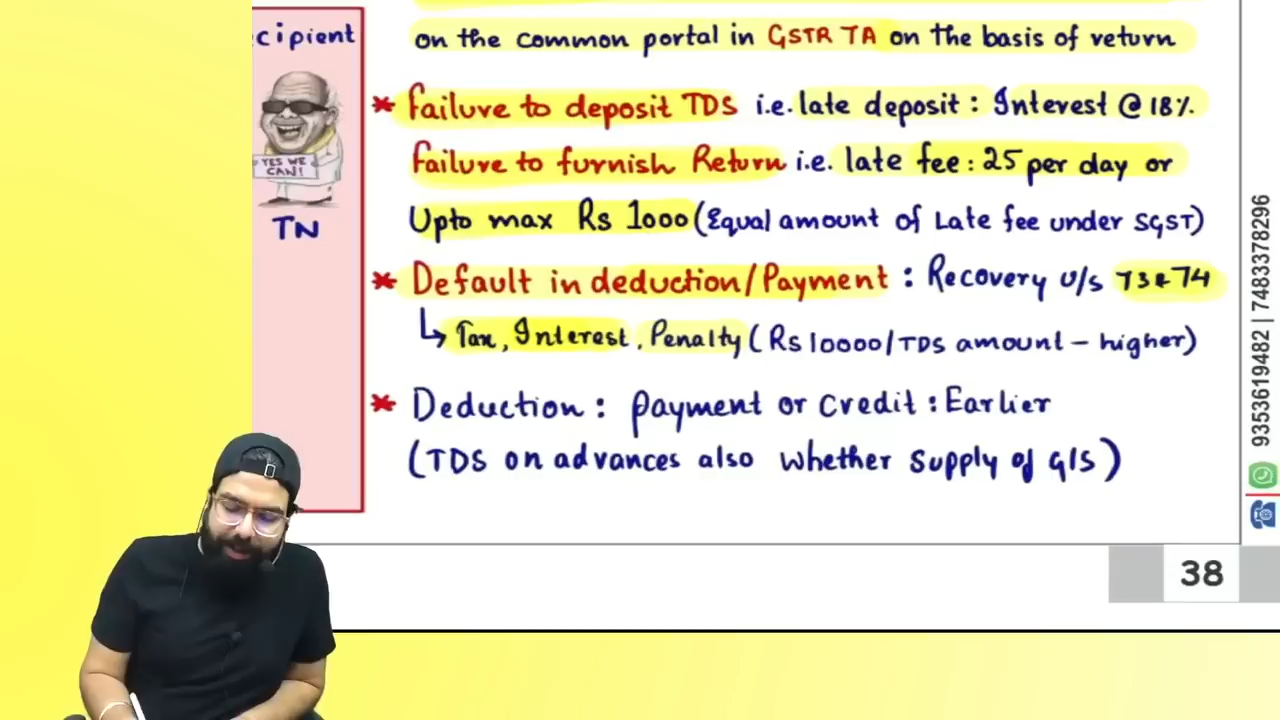 cipient
on the common portal in GSTR 7A on the basis of return
* Failure to deposit TDS i.e. late deposit : Interest @ 18%.
Failure to furnish Return i.e. late fee : 25 per day or
YES WE
CAN!
Upto max Rs 1000 (Equal amount of Late fee under SGST)
TN
* Default in deduction/Payment : Recovery u/s 73 & 74
↳ Tax, Interest, Penalty (Rs 10000/TDS amount - higher)
* Deduction : payment or credit : Earlier
(TDS on advances also whether supply of G/S)
9353619482 | 7483378296
38